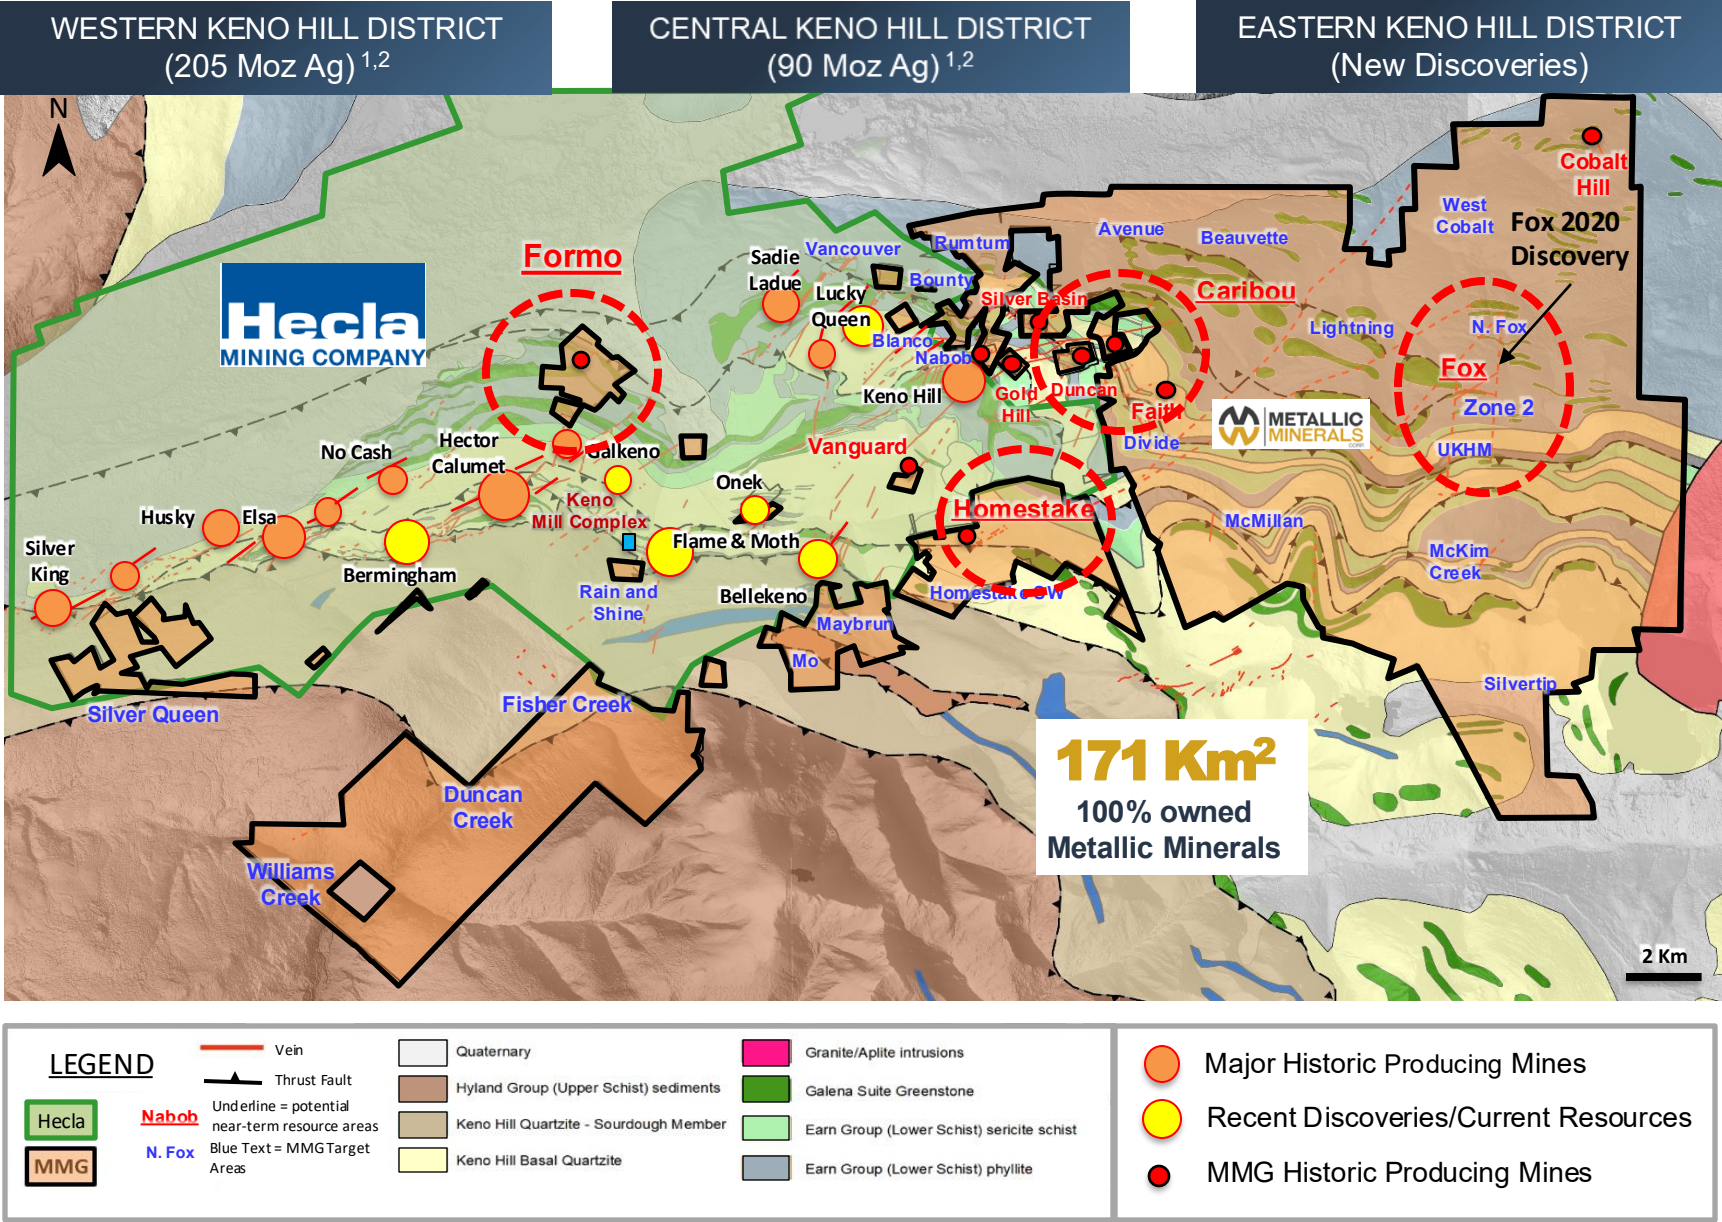 WESTERN KENO HILL DISTRICT
(205 Moz Ag) 1,2
CENTRAL KENO HILL DISTRICT
(90 Moz Ag) 1,2
EASTERN KENO HILL DISTRICT
(New Discoveries)
N
Hecla
MINING COMPANY
Formo
Sadie
Ladue
Vancouver
Lucky
Queen
Rumtum
Bounty
Blanco
Nabob
Silver Basin
Avenue
Beauvette
Caribou
Lightning
West
Cobalt
Cobalt
Hill
Fox 2020
Discovery
N. Fox
Fox
Zone 2
UKHM
Keno Hill
Gold
Hill
Duncan
Faith
Divide
METALLIC
MINERALS
CORP
No Cash
Hector
Calumet
Galkeno
Vanguard
Onek
Keno
Mill Complex
Homestake
McMillan
McKim
Creek
Husky
Elsa
Silver
King
Bermingham
Flame & Moth
Rain and
Shine
Bellekeno
Homestake SW
Maybrun
Mo
Silver Queen
Fisher Creek
Silvertip
Duncan
Creek
Williams
Creek
171 Km2
100% owned
Metallic Minerals
2 Km
LEGEND
Hecla
MMG
Vein
Thrust Fault
Nabob
Underline = potential
near-term resource areas
N. Fox
Blue Text = MMG Target
Areas
Quaternary
Hyland Group (Upper Schist) sediments
Keno Hill Quartzite - Sourdough Member
Keno Hill Basal Quartzite
Granite/Aplite intrusions
Galena Suite Greenstone
Earn Group (Lower Schist) sericite schist
Earn Group (Lower Schist) phyllite
Major Historic Producing Mines
Recent Discoveries/Current Resources
MMG Historic Producing Mines